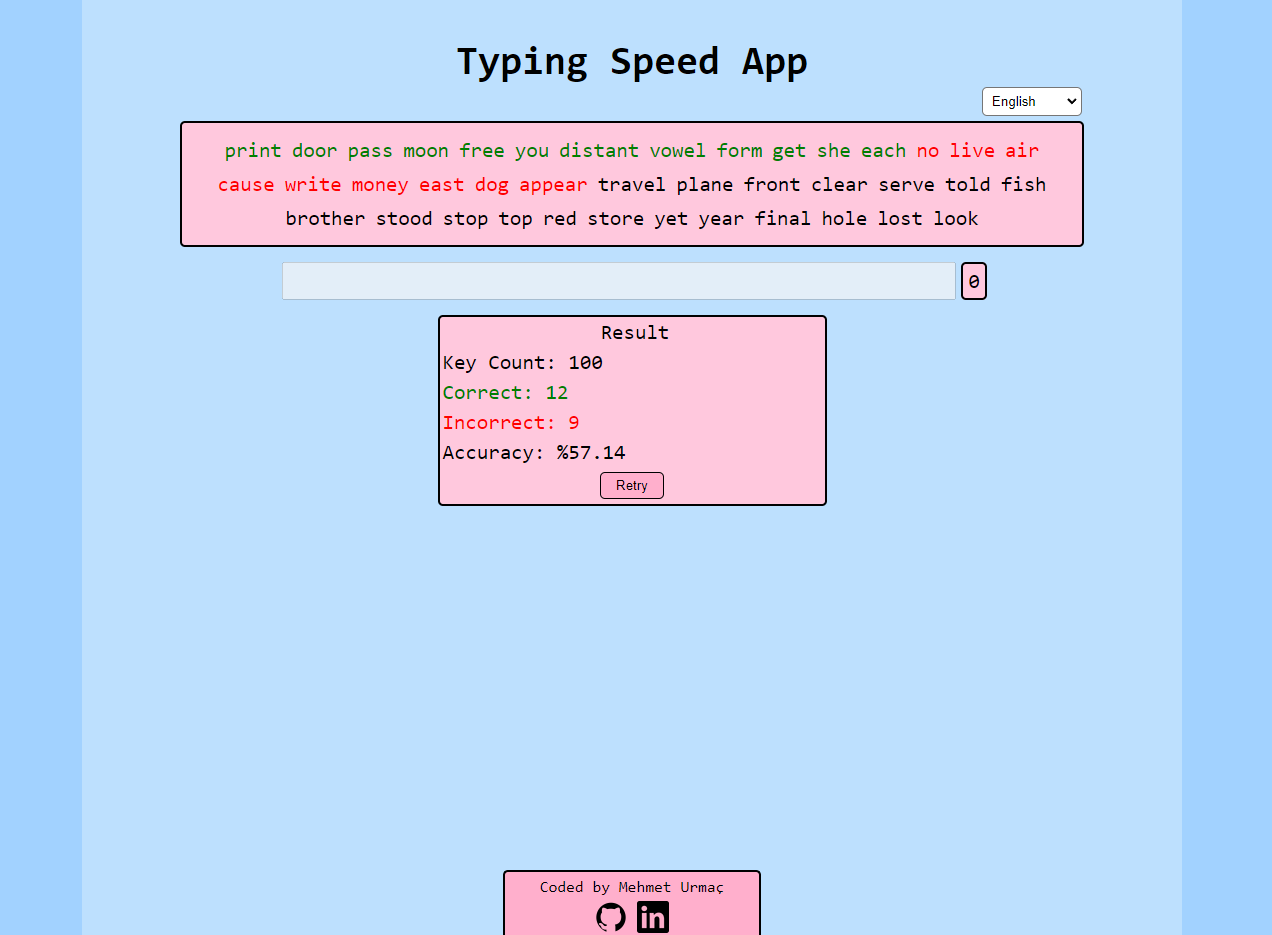 Typing Speed App
English
print door pass moon free you distant vowel form get she each no live air
cause write money east dog appear travel plane front clear serve told fish
brother stood stop top red store yet year final hole lost look
0
Result
Key Count: 100
Correct: 12
Incorrect: 9
Accuracy: %57.14
Retry
Coded by Mehmet Urmaç
in